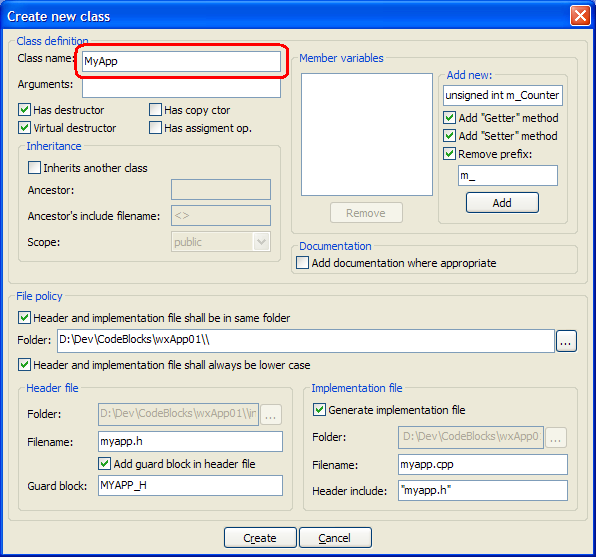 Create new class
Class definition
Class name: MyApp
Arguments:
Has destructor
Has copy ctor
Virtual destructor
Has assigment op.
Inheritance
Inherits another class
Ancestor:
Ancestor's include filename: <>
Scope: public
Member variables
Remove
Add new:
unsigned int m_Counter
Add "Getter" method
Add "Setter" method
Remove prefix:
m_
Add
Documentation
Add documentation where appropriate
File policy
Header and implementation file shall be in same folder
Folder: D:\Dev\CodeBlocks\wxApp01\\ ...
Header and implementation file shall always be lower case
Header file
Folder: D:\Dev\CodeBlocks\wxApp01\\in ...
Filename: myapp.h
Add guard block in header file
Guard block: MYAPP_H
Implementation file
Generate implementation file
Folder: D:\Dev\CodeBlocks\wxApp0 ...
Filename: myapp.cpp
Header include: "myapp.h"
Create
Cancel